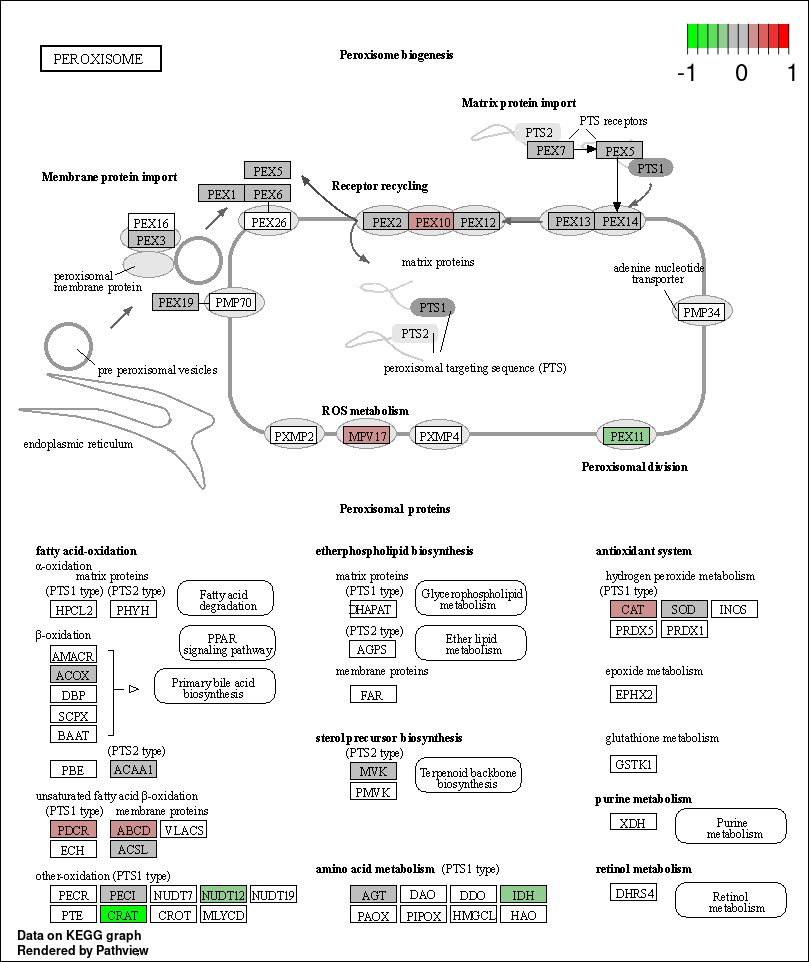 PEROXISOME
Peroxisome biogenesis
-1 0 1
Matrix protein import
PTS receptors
PTS2
PEX7
PEX5
PTS1
Membrane protein import
Receptor recycling
PEX5
PEX1
PEX6
PEX26
PEX16
PEX3
PEX2
PEX10
PEX12
PEX13
PEX14
peroxisomal
membrane protein
matrix proteins
adenine nucleotide
transporter
PEX19
PMP70
PTS1
PMP34
PTS2
pre peroxisomal vesicles
peroxisomal targeting sequence (PTS)
ROS metabolism
endoplasmic reticulum
PXMP2
MPV17
PXMP4
PEX11
Peroxisomal division
Peroxisomal proteins
fatty acid-oxidation
α-oxidation
matrix proteins
(PTS1 type) (PTS2 type)
HPCL2
PHYH
Fatty acid
degradation
β-oxidation
PPAR
signaling pathway
AMACR
ACOX
DBP
SCPX
BAAT
Primary bile acid
biosynthesis
(PTS2 type)
PBE
ACAA1
unsaturated fatty acid β-oxidation
(PTS1 type) membrane proteins
PDCR
ABCD
VLACS
ECH
ACSL
other-oxidation (PTS1 type)
PECR
PECI
NUDT7
NUDT12
NUDT19
PTE
CRAT
CROT
MLYCD
etherphospholipid biosynthesis
matrix proteins
(PTS1 type)
DHAPAT
Glycerophospholipid
metabolism
(PTS2 type)
AGPS
Ether lipid
metabolism
membrane proteins
FAR
sterol precursor biosynthesis
(PTS2 type)
MVK
PMVK
Terpenoid backbone
biosynthesis
amino acid metabolism (PTS1 type)
AGT
DAO
DDO
IDH
PAOX
PIPOX
HMGCL
HAO
antioxidant system
hydrogen peroxide metabolism
(PTS1 type)
CAT
SOD
INOS
PRDX5
PRDX1
epoxide metabolism
EPHX2
glutathione metabolism
GSTK1
purine metabolism
XDH
Purine
metabolism
retinol metabolism
DHRS4
Retinol
metabolism
Data on KEGG graph
Rendered by Pathview